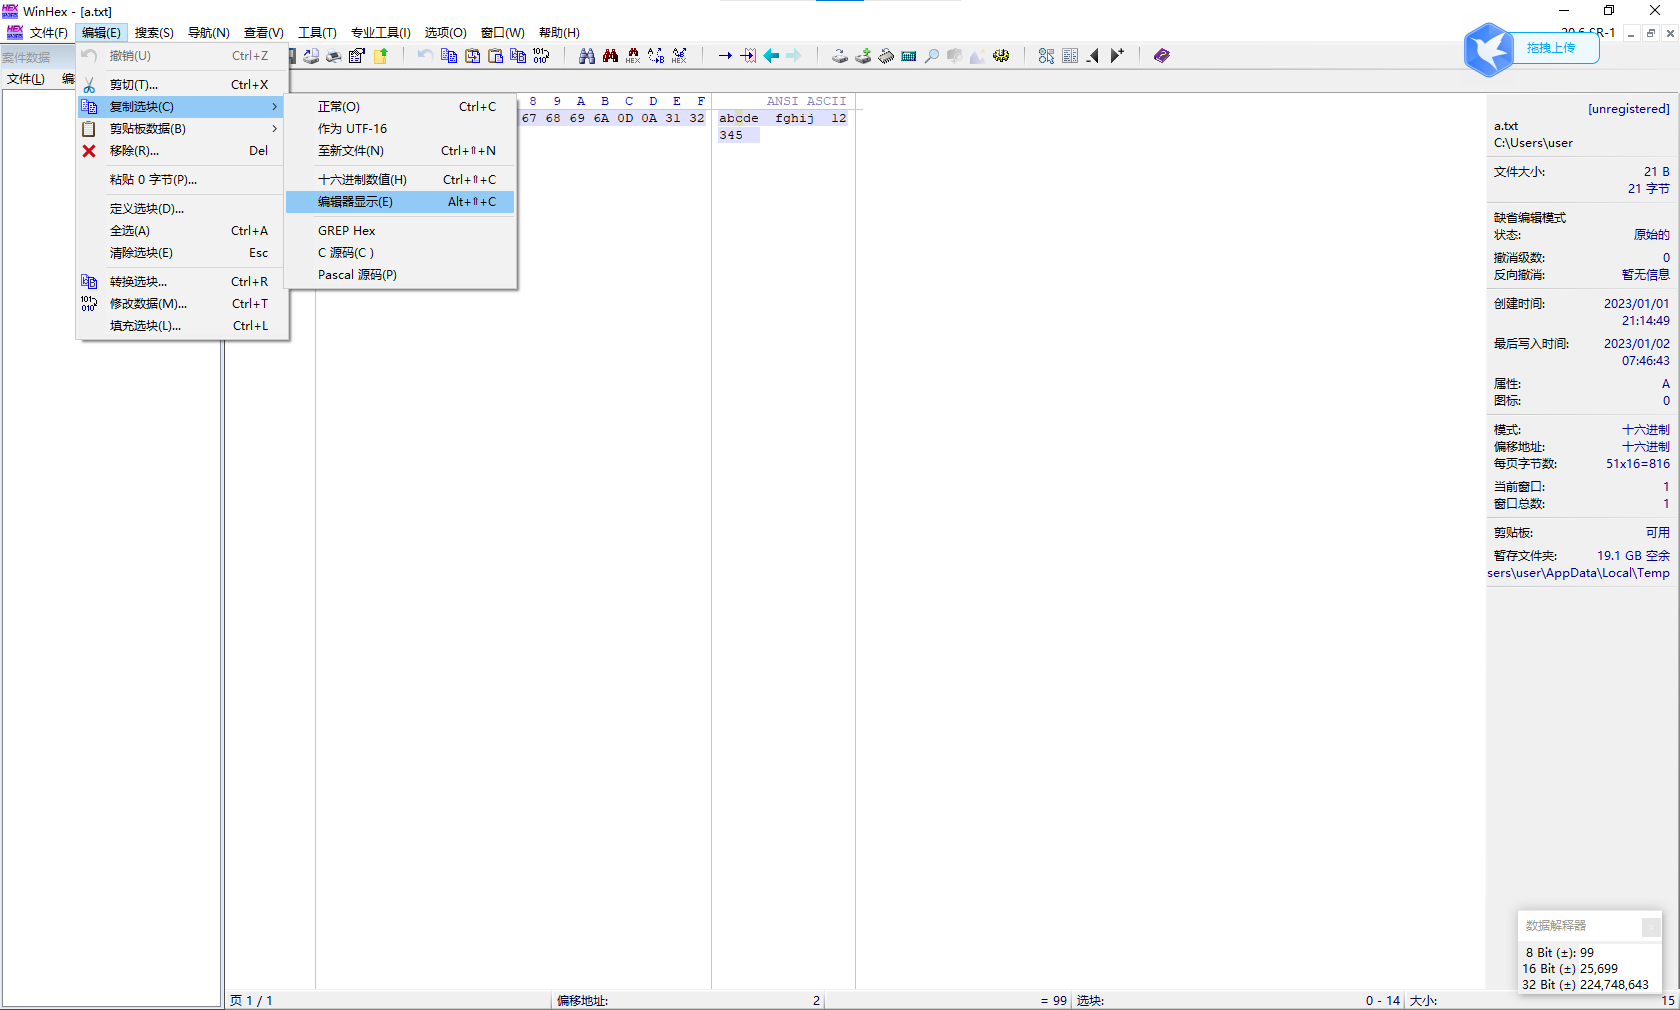 WinHex - [a.txt]
文件(F) 编辑(E) 搜索(S) 导航(N) 查看(V) 工具(T) 专业工具(I) 选项(O) 窗口(W) 帮助(H)
拖拽上传
案件数据
文件(L) 编
撤销(U) Ctrl+Z
剪切(T)... Ctrl+X
复制选块(C)
剪贴板数据(B)
移除(R)... Del
粘贴 0 字节(P)...
定义选块(D)...
全选(A) Ctrl+A
清除选块(E) Esc
转换选块... Ctrl+R
修改数据(M)... Ctrl+T
填充选块(L)... Ctrl+L
正常(O) Ctrl+C
作为 UTF-16
至新文件(N) Ctrl+⇑+N
十六进制数值(H) Ctrl+⇑+C
编辑器显示(E) Alt+⇑+C
GREP Hex
C 源码(C )
Pascal 源码(P)
8 9 A B C D E F ANSI ASCII
67 68 69 6A 0D 0A 31 32 abcde fghij 12
345
[unregistered]
a.txt
C:\Users\user
文件大小: 21 B
21 字节
缺省编辑模式
状态: 原始的
撤消级数: 0
反向撤消: 暂无信息
创建时间: 2023/01/01
21:14:49
最后写入时间: 2023/01/02
07:46:43
属性: A
图标: 0
模式: 十六进制
偏移地址: 十六进制
每页字节数: 51x16=816
当前窗口: 1
窗口总数: 1
剪贴板: 可用
暂存文件夹: 19.1 GB 空余
sers\user\AppData\Local\Temp
数据解释器
8 Bit (±): 99
16 Bit (±) 25,699
32 Bit (±) 224,748,643
页 1 / 1 偏移地址: 2 = 99 选块: 0 - 14 大小: 15